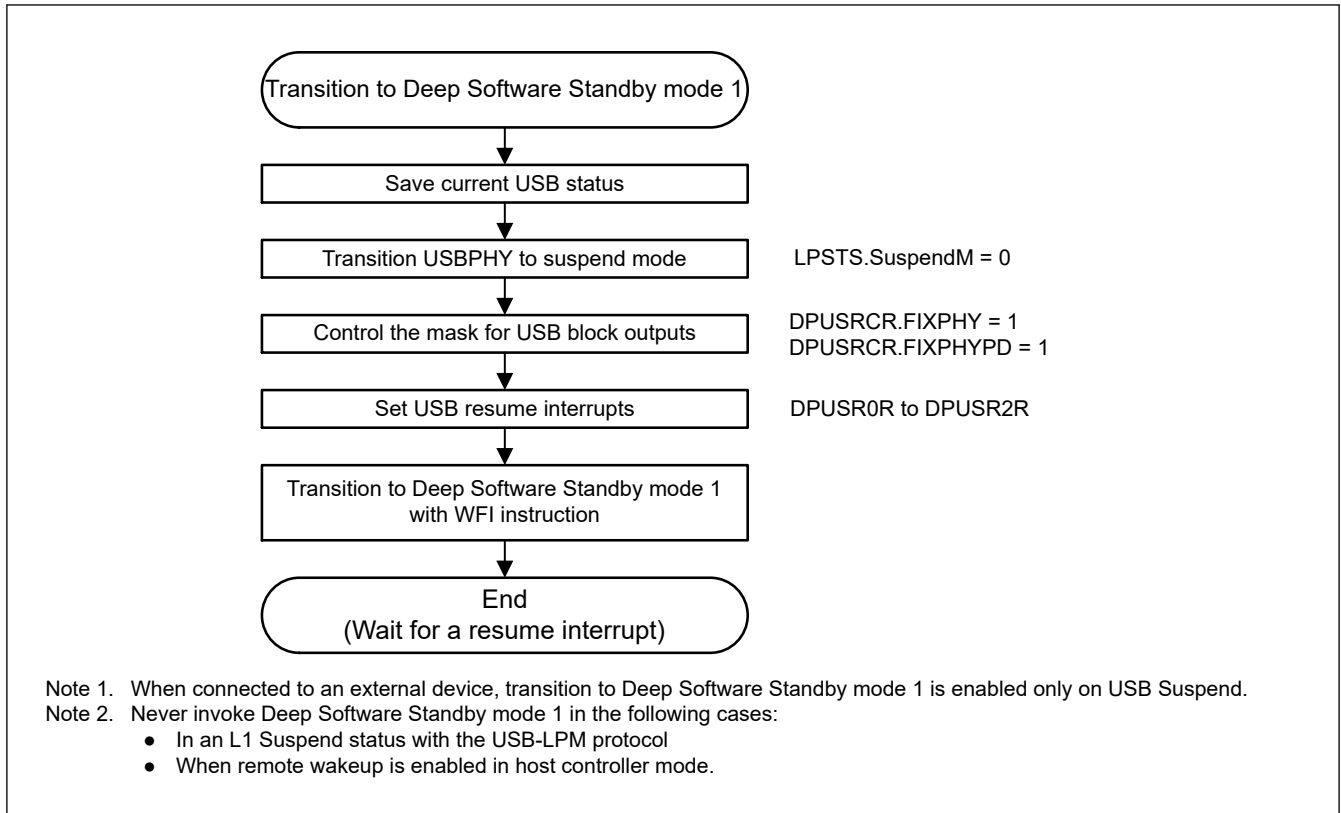 Transition to Deep Software Standby mode 1
Save current USB status
Transition USBPHY to suspend mode
LPSTS.SuspendM = 0
Control the mask for USB block outputs
DPUSRCR.FIXPHY = 1
DPUSRCR.FIXPHYPD = 1
Set USB resume interrupts
DPUSR0R to DPUSR2R
Transition to Deep Software Standby mode 1
with WFI instruction
End
(Wait for a resume interrupt)
Note 1. When connected to an external device, transition to Deep Software Standby mode 1 is enabled only on USB Suspend.
Note 2. Never invoke Deep Software Standby mode 1 in the following cases:
● In an L1 Suspend status with the USB-LPM protocol
● When remote wakeup is enabled in host controller mode.